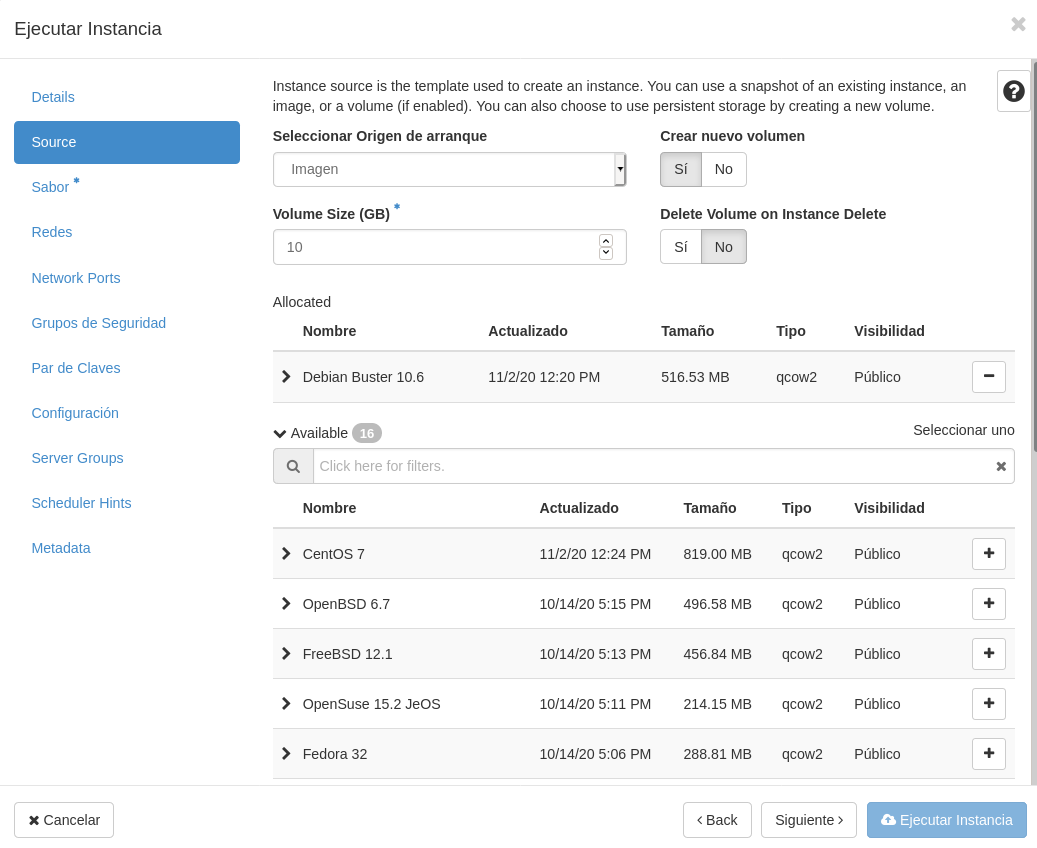 Ejecutar Instancia
Details
Source
Sabor *
Redes
Network Ports
Grupos de Seguridad
Par de Claves
Configuración
Server Groups
Scheduler Hints
Metadata
Instance source is the template used to create an instance. You can use a snapshot of an existing instance, an
image, or a volume (if enabled). You can also choose to use persistent storage by creating a new volume.
Seleccionar Origen de arranque
Imagen
Crear nuevo volumen
Sí No
Volume Size (GB) *
10
Delete Volume on Instance Delete
Sí No
Allocated
Nombre Actualizado Tamaño Tipo Visibilidad
Debian Buster 10.6 11/2/20 12:20 PM 516.53 MB qcow2 Público
Available 16 Seleccionar uno
Click here for filters.
Nombre Actualizado Tamaño Tipo Visibilidad
CentOS 7 11/2/20 12:24 PM 819.00 MB qcow2 Público
OpenBSD 6.7 10/14/20 5:15 PM 496.58 MB qcow2 Público
FreeBSD 12.1 10/14/20 5:13 PM 456.84 MB qcow2 Público
OpenSuse 15.2 JeOS 10/14/20 5:11 PM 214.15 MB qcow2 Público
Fedora 32 10/14/20 5:06 PM 288.81 MB qcow2 Público
Cancelar < Back Siguiente > Ejecutar Instancia